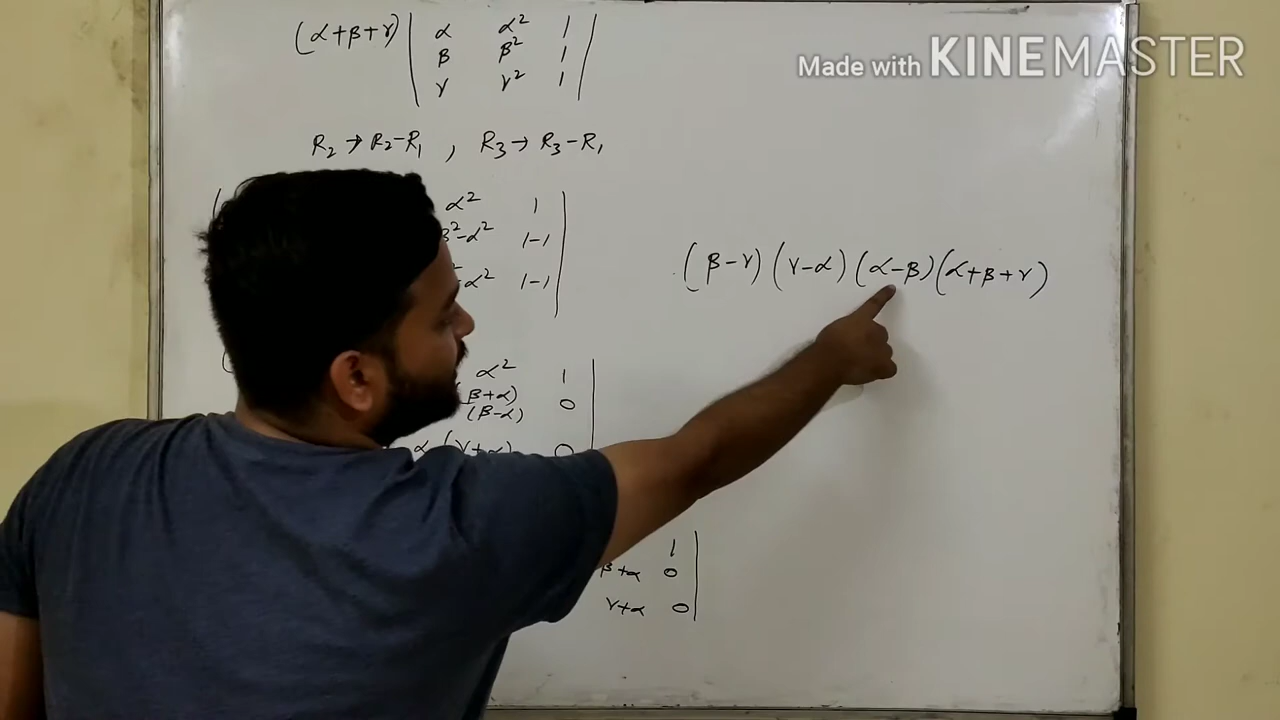 (α+β+γ) | α α² 1 |
| β β² 1 |
| γ γ² 1 |
R₂→R₂-R₁ , R₃→R₃-R₁
α² 1 |
β²-α² 1-1 |
α² 1-1 |
α² 1 |
(β+α) 0
(β-α)
(γ+α) 0
1 |
β+α 0
γ+α 0
Made with KINEMASTER
(β-γ)(γ-α)(α-β)(α+β+γ)